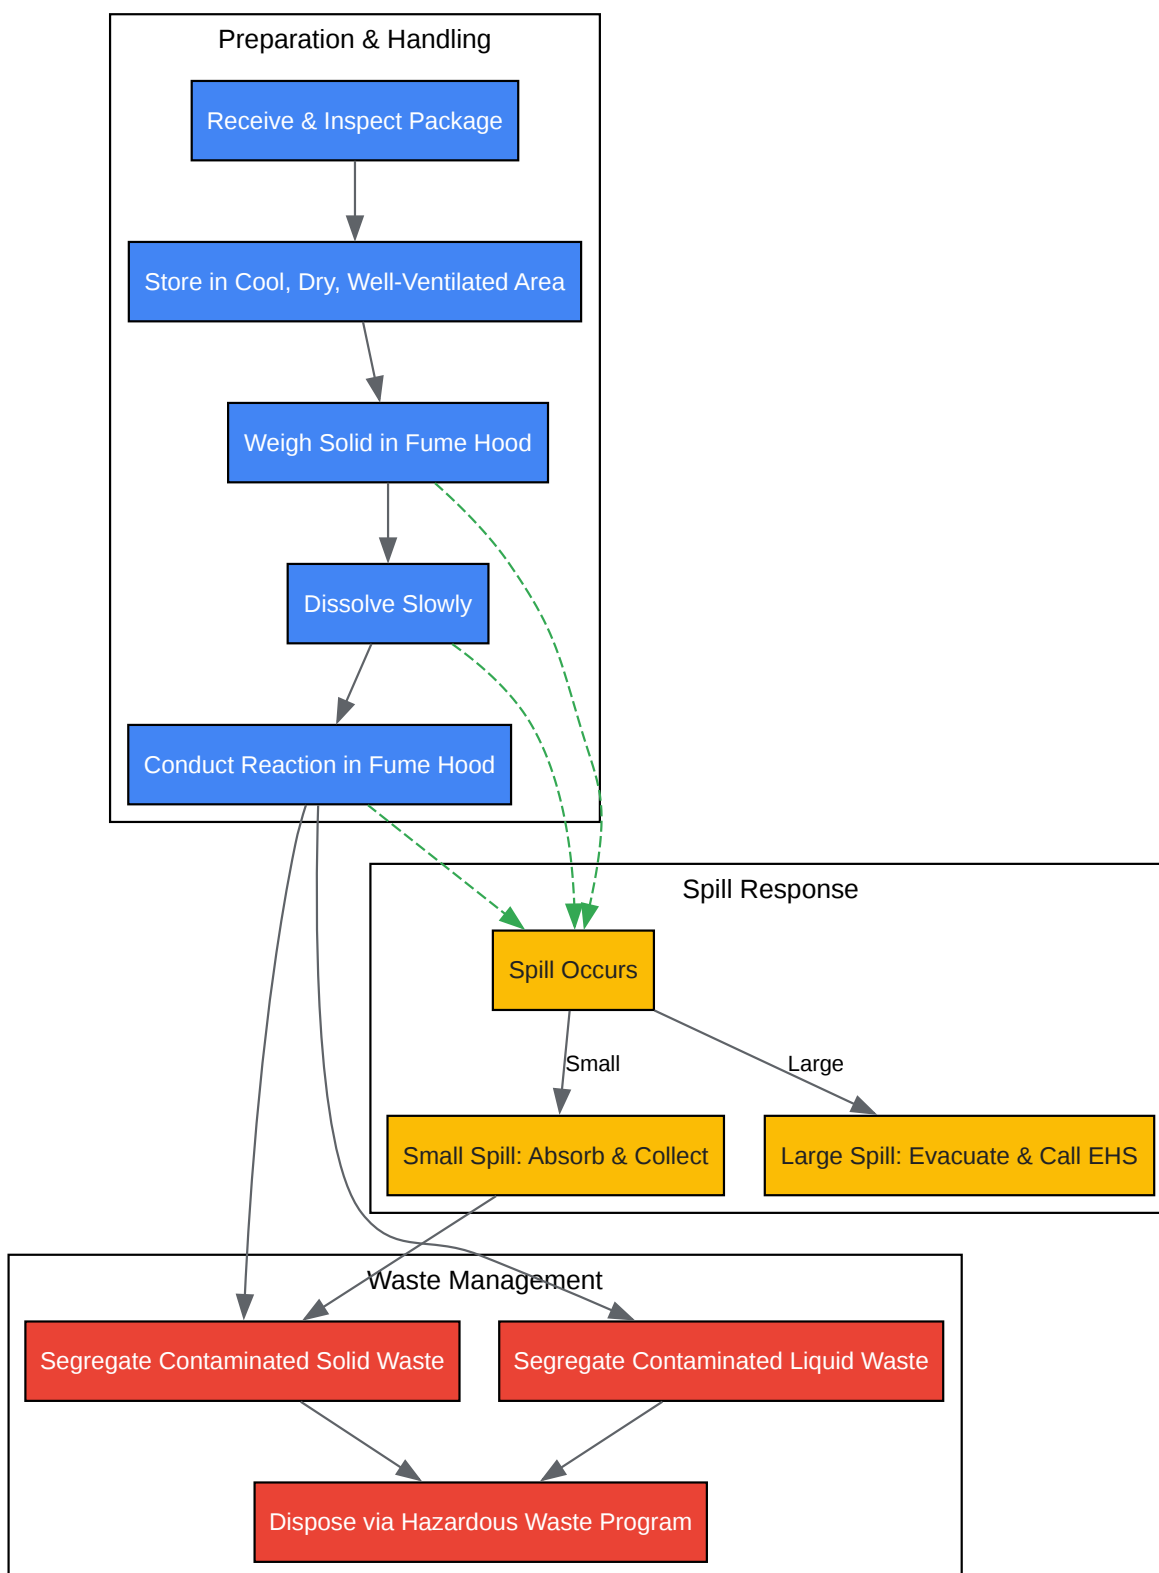 Preparation & Handling
Receive & Inspect Package
Store in Cool, Dry, Well-Ventilated Area
Weigh Solid in Fume Hood
Dissolve Slowly
Conduct Reaction in Fume Hood
Spill Response
Spill Occurs
Small
Large
Small Spill: Absorb & Collect
Large Spill: Evacuate & Call EHS
Waste Management
Segregate Contaminated Solid Waste
Segregate Contaminated Liquid Waste
Dispose via Hazardous Waste Program